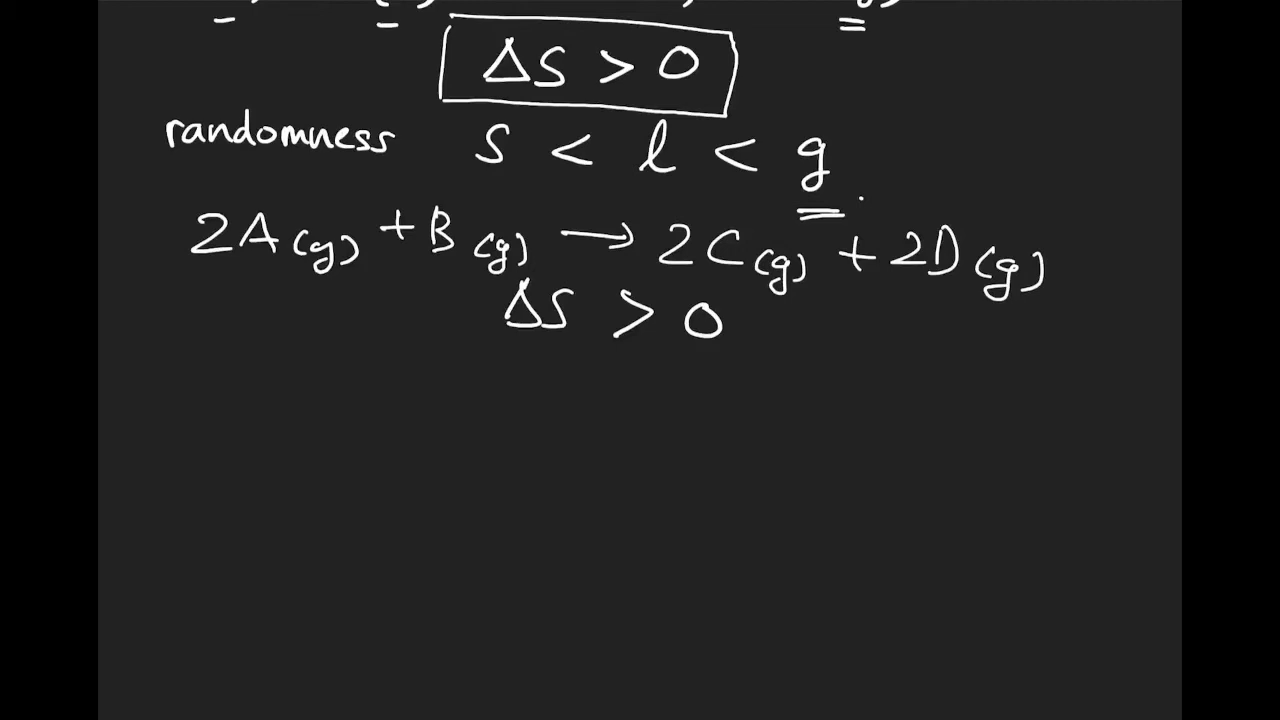 ΔS > 0
randomness s < l < g
2A(g) + B(g) → 2C(g) + 2D(g)
ΔS > 0